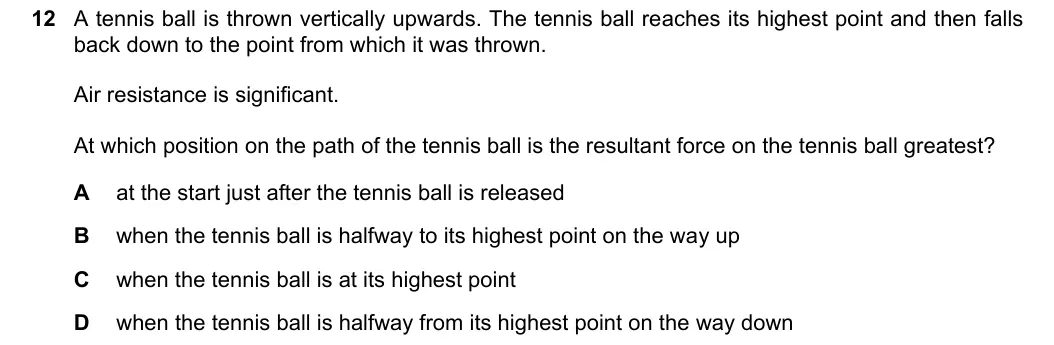 12 A tennis ball is thrown vertically upwards. The tennis ball reaches its highest point and then falls
back down to the point from which it was thrown.
Air resistance is significant.
At which position on the path of the tennis ball is the resultant force on the tennis ball greatest?
A at the start just after the tennis ball is released
B when the tennis ball is halfway to its highest point on the way up
C when the tennis ball is at its highest point
D when the tennis ball is halfway from its highest point on the way down